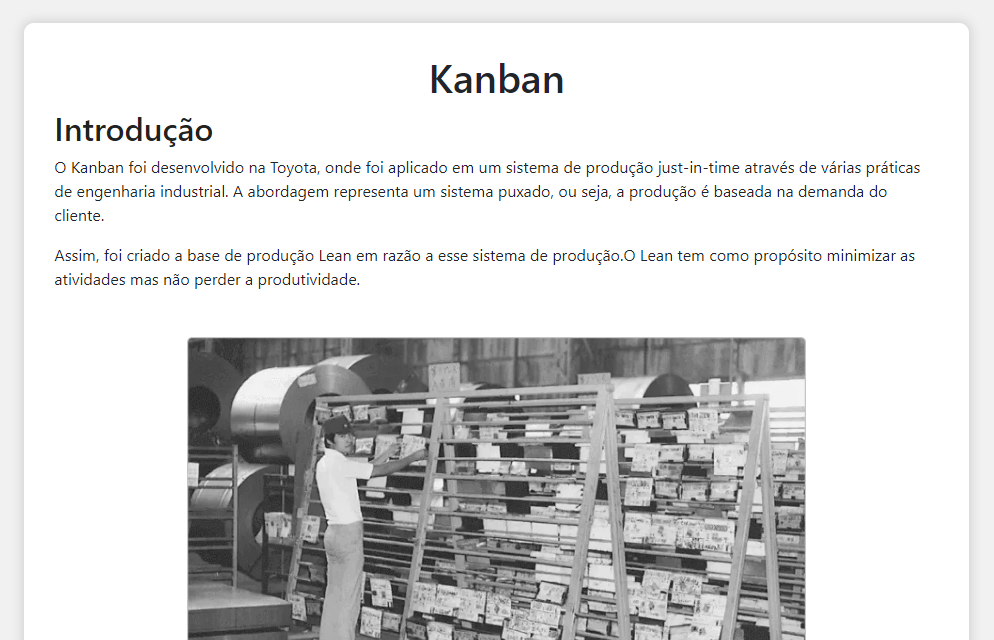 Kanban
Introdução
O Kanban foi desenvolvido na Toyota, onde foi aplicado em um sistema de produção just-in-time através de várias práticas
de engenharia industrial. A abordagem representa um sistema puxado, ou seja, a produção é baseada na demanda do
cliente.
Assim, foi criado a base de produção Lean em razão a esse sistema de produção.O Lean tem como propósito minimizar as
atividades mas não perder a produtividade.